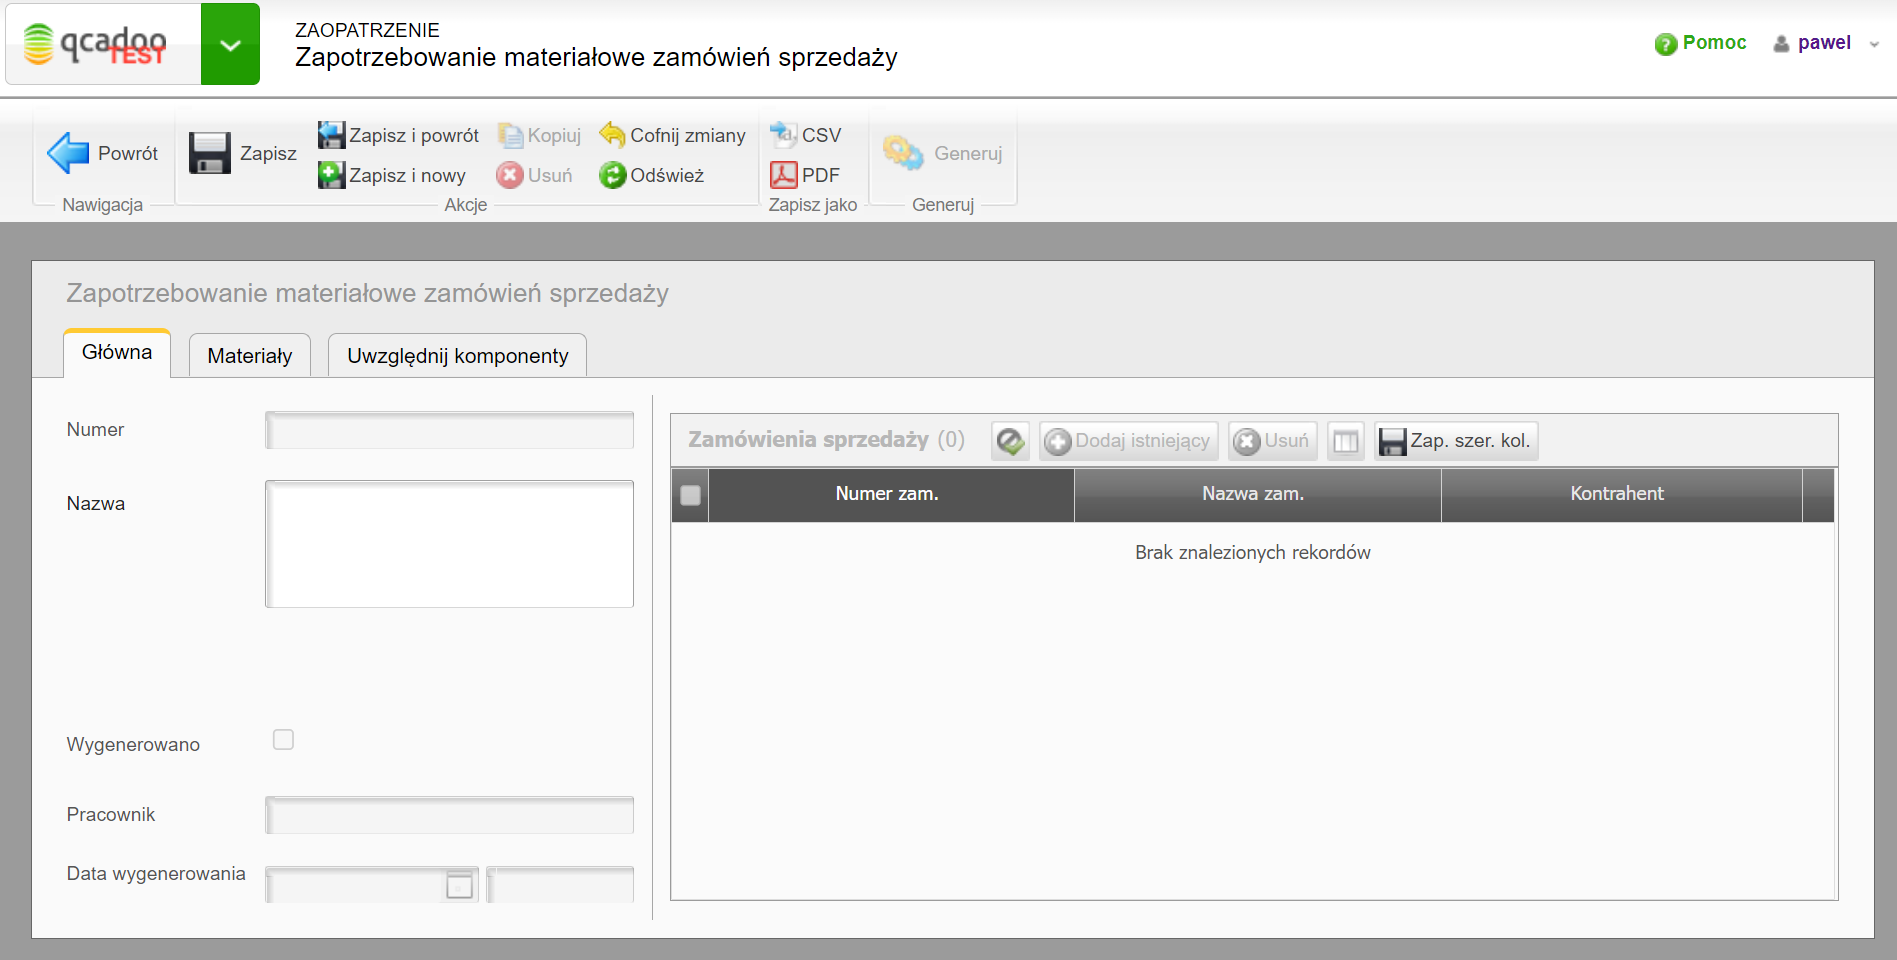 qcadoo
TEST
ZAOPATRZENIE
Zapotrzebowanie materiałowe zamówień sprzedaży
Pomoc
pawel
Powrót
Nawigacja
Zapisz
Zapisz i powrót
Kopiuj
Cofnij zmiany
Zapisz i nowy
Usuń
Odśwież
Akcje
CSV
PDF
Zapisz jako
Generuj
Generuj
Zapotrzebowanie materiałowe zamówień sprzedaży
Główna
Materiały
Uwzględnij komponenty
Numer
Nazwa
Wygenerowano
Pracownik
Data wygenerowania
Zamówienia sprzedaży (0)
Dodaj istniejący
Usuń
Zap. szer. kol.
Numer zam.
Nazwa zam.
Kontrahent
Brak znalezionych rekordów